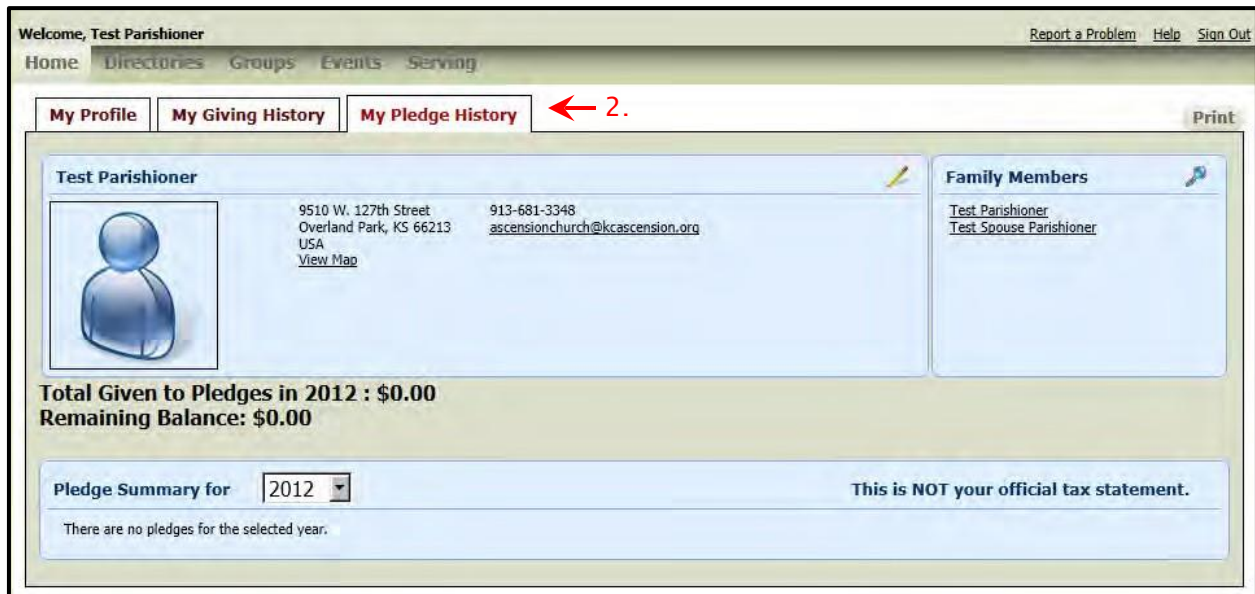 Welcome, Test Parishioner
Report a Problem Help Sign Out
Home Directories Groups Events Serving
My Profile My Giving History My Pledge History 2. Print
Test Parishioner
9510 W. 127th Street
Overland Park, KS 66213
USA
View Map
913-681-3348
ascensionchurch@kcascension.org
Family Members
Test Parishioner
Test Spouse Parishioner
Total Given to Pledges in 2012 : $0.00
Remaining Balance: $0.00
Pledge Summary for 2012 This is NOT your official tax statement.
There are no pledges for the selected year.